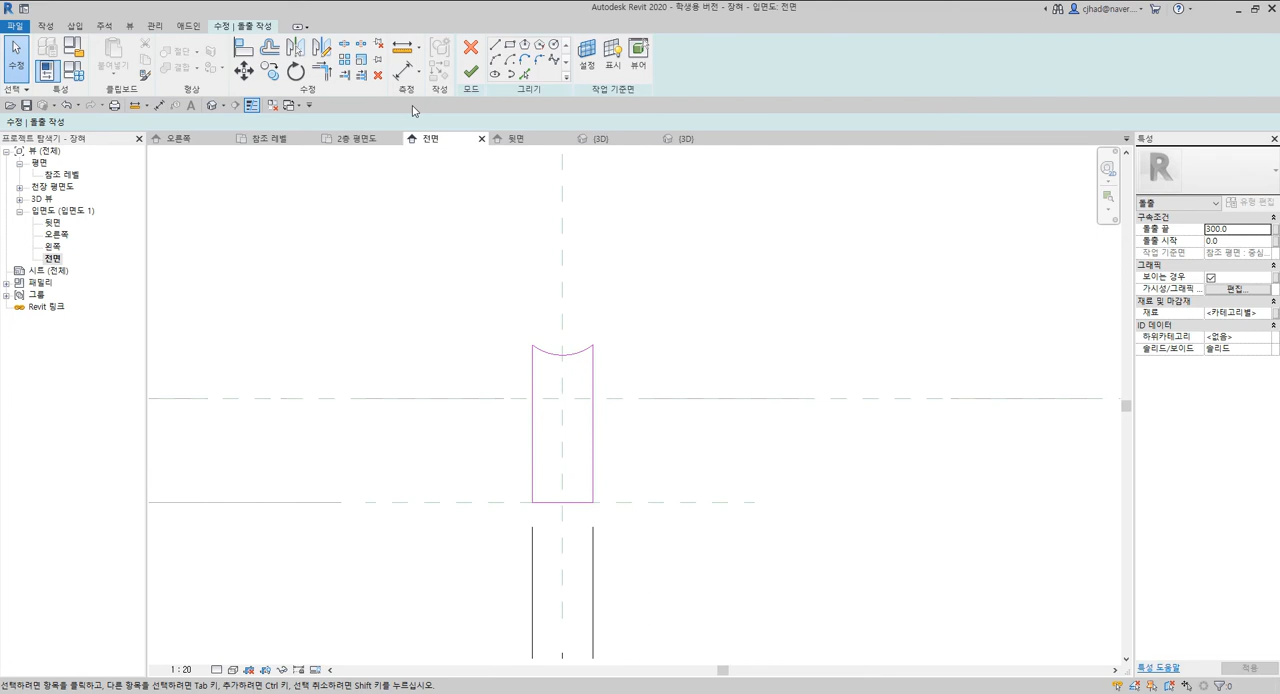 Autodesk Revit 2020 - 학생용 버전 - 장혀 - 입면도: 전면
cjhad@naver....
파일 작성 삽입 주석 뷰 관리 애드인 수정 | 돌출 작성
수정 붙여넣기 절단 결합 설정 표시 뷰어
선택 특성 클립보드 형상 수정 측정 작성 모드 그리기 작업 기준면
수정 | 돌출 작성
프로젝트 탐색기 - 장혀
오른쪽 참조 레벨 2층 평면도 전면 뒷면 (3D) (3D)
특성
뷰 (전체)
평면
참조 레벨
천장 평면도
3D 뷰
입면도 (입면도 1)
뒷면
오른쪽
왼쪽
전면
시트 (전체)
패밀리
그룹
Revit 링크
2D
R
돌출 유형 편집
구속조건
돌출 끝 300.0
돌출 시작 0.0
작업 기준면 참조 평면 : 중심...
그래픽
보이는 경우
가시성/그래픽 ... 편집...
재료 및 마감재
재료 <카테고리별>
ID 데이터
하위카테고리 <없음>
솔리드/보이드 솔리드
특성 도움말 적용
1 : 20
선택하려면 항목을 클릭하고, 다른 항목을 선택하려면 Tab 키, 추가하려면 Ctrl 키, 선택 취소하려면 Shift 키를 누르십시오.
:0